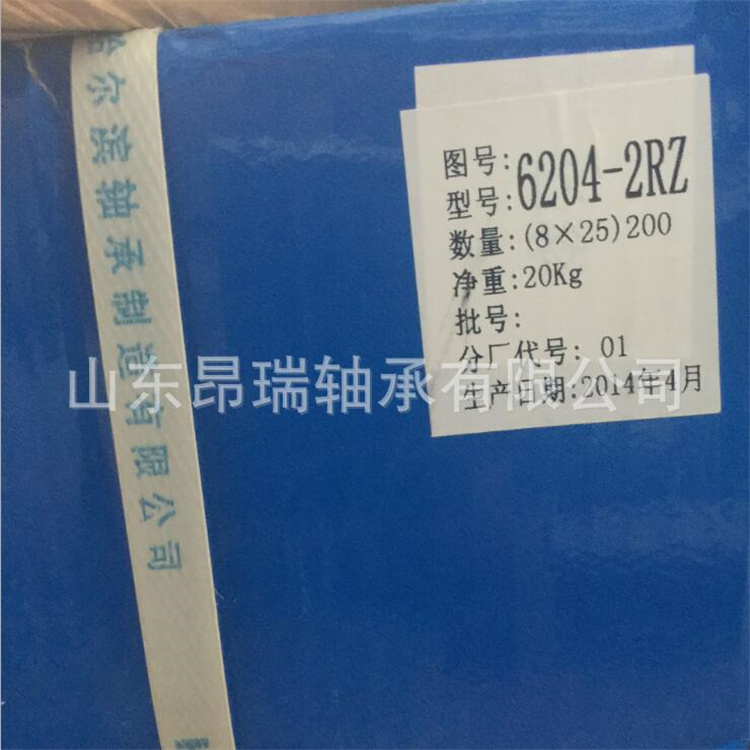 哈尔滨轴承制造有限公司
图号:
型号: 6204-2RZ
数量:(8×25)200
净重:20Kg
批号:
分厂代号: 01
生产日期:2014年4月
山东昂瑞轴承有限公司